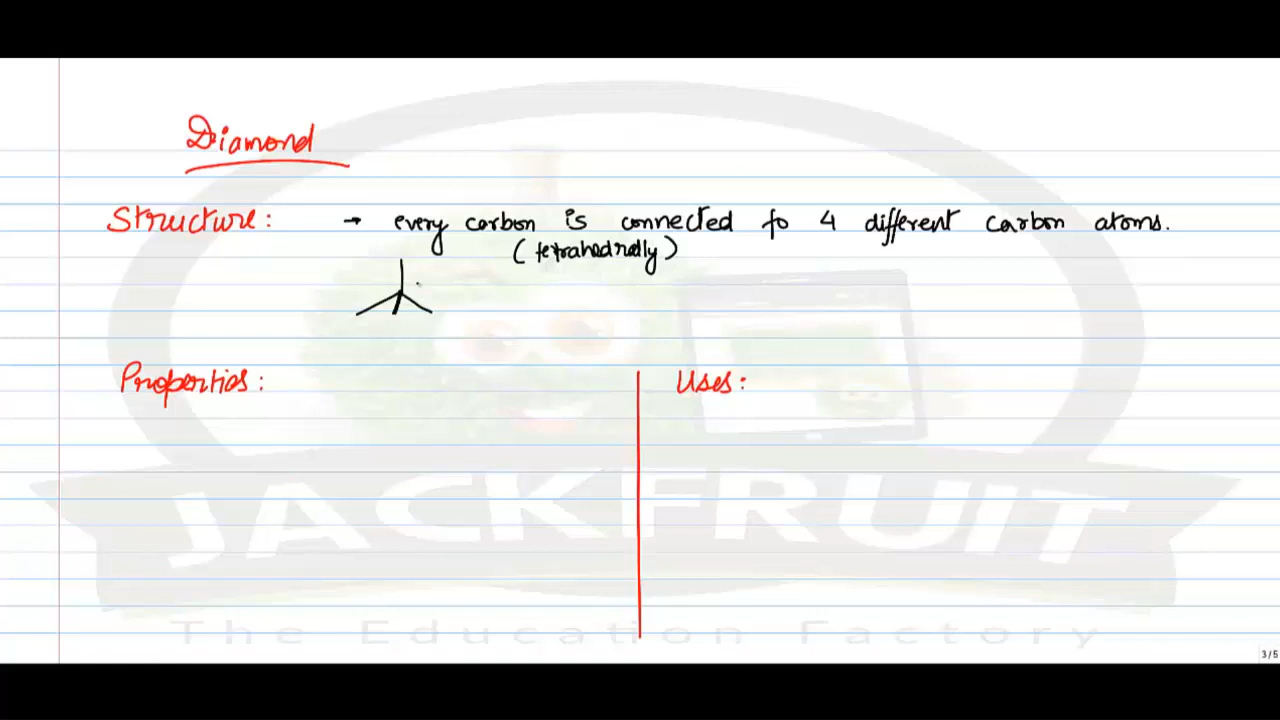 Diamond
Structure: → every carbon is connected to 4 different carbon atoms.
(tetrahedrally)
Properties:
Uses:
JACKFRUIT
The Education Factory
3/5